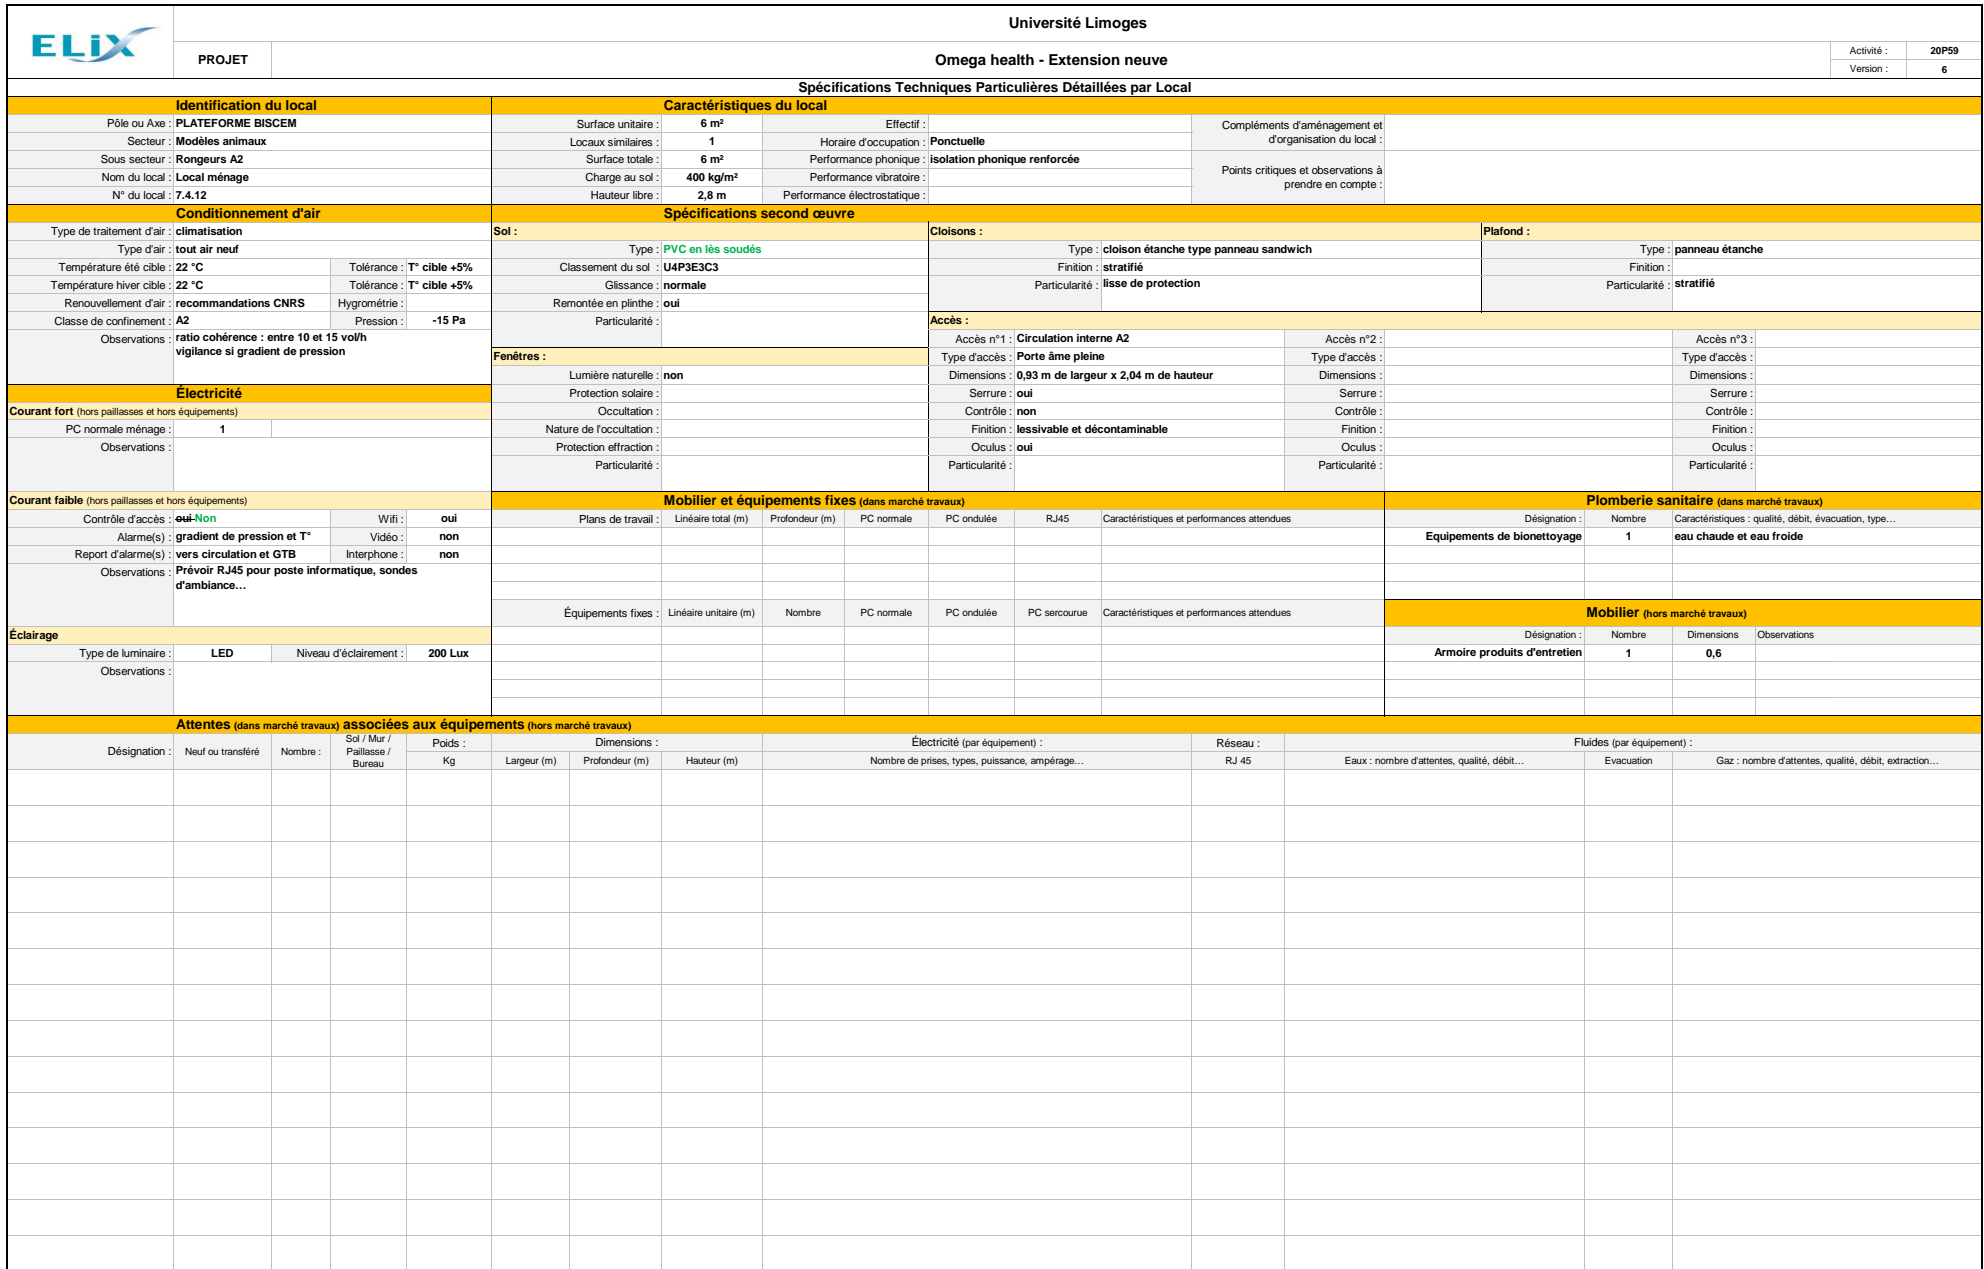 ELiX
Université Limoges
PROJET
Omega health - Extension neuve
Activité : 20P59
Version : 6
Spécifications Techniques Particulières Détaillées par Local
Identification du local
Pôle ou Axe : PLATEFORME BISCEM
Secteur : Modèles animaux
Sous secteur : Rongeurs A2
Nom du local : Local ménage
N° du local : 7.4.12
Caractéristiques du local
Surface unitaire : 6 m² Effectif :
Locaux similaires : 1 Horaire d'occupation : Ponctuelle
Surface totale : 6 m² Performance phonique : isolation phonique renforcée
Charge au sol : 400 kg/m² Performance vibratoire :
Hauteur libre : 2,8 m Performance électrostatique :
Compléments d'aménagement et
d'organisation du local :
Points critiques et observations à
prendre en compte :
Conditionnement d'air
Type de traitement d'air : climatisation
Type d'air : tout air neuf
Température été cible : 22 °C Tolérance : T° cible +5%
Température hiver cible : 22 °C Tolérance : T° cible +5%
Renouvellement d'air : recommandations CNRS Hygrométrie :
Classe de confinement : A2 Pression : -15 Pa
Observations : ratio cohérence : entre 10 et 15 vol/h
vigilance si gradient de pression
Spécifications second œuvre
Sol :
Type : PVC en lès soudés
Classement du sol : U4P3E3C3
Glissance : normale
Remontée en plinthe : oui
Particularité :
Cloisons :
Type : cloison étanche type panneau sandwich
Finition : stratifié
Particularité : lisse de protection
Plafond :
Type : panneau étanche
Finition :
Particularité : stratifié
Fenêtres :
Lumière naturelle : non
Protection solaire :
Occultation :
Nature de l'occultation :
Protection effraction :
Particularité :
Accès :
Accès n°1 : Circulation interne A2 Accès n°2 : Accès n°3 :
Type d'accès : Porte âme pleine Type d'accès : Type d'accès :
Dimensions : 0,93 m de largeur x 2,04 m de hauteur Dimensions : Dimensions :
Serrure : oui Serrure : Serrure :
Contrôle : non Contrôle : Contrôle :
Finition : lessivable et décontaminable Finition : Finition :
Oculus : oui Oculus : Oculus :
Particularité : Particularité : Particularité :
Électricité
Courant fort (hors paillasses et hors équipements)
PC normale ménage : 1
Observations :
Courant faible (hors paillasses et hors équipements)
Contrôle d'accès : oui Non Wifi : oui
Alarme(s) : gradient de pression et T° Vidéo : non
Report d'alarme(s) : vers circulation et GTB Interphone : non
Observations : Prévoir RJ45 pour poste informatique, sondes
d'ambiance…
Éclairage
Type de luminaire : LED Niveau d'éclairement : 200 Lux
Observations :
Mobilier et équipements fixes (dans marché travaux)
Plans de travail : Linéaire total (m) Profondeur (m) PC normale PC ondulée RJ45 Caractéristiques et performances attendues
Équipements fixes : Linéaire unitaire (m) Nombre PC normale PC ondulée PC sercourue Caractéristiques et performances attendues
Plomberie sanitaire (dans marché travaux)
Désignation : Nombre Caractéristiques : qualité, débit, évacuation, type…
Equipements de bionettoyage 1 eau chaude et eau froide
Mobilier (hors marché travaux)
Désignation : Nombre Dimensions Observations
Armoire produits d'entretien 1 0,6
Attentes (dans marché travaux) associées aux équipements (hors marché travaux)
Désignation : Neuf ou transféré Nombre : Sol / Mur /
Paillasse /
Bureau
Poids : Dimensions : Électricité (par équipement) : Réseau : Fluides (par équipement) :
Kg Largeur (m) Profondeur (m) Hauteur (m) Nombre de prises, types, puissance, ampérage… RJ 45 Eaux : nombre d'attentes, qualité, débit… Evacuation Gaz : nombre d'attentes, qualité, débit, extraction…